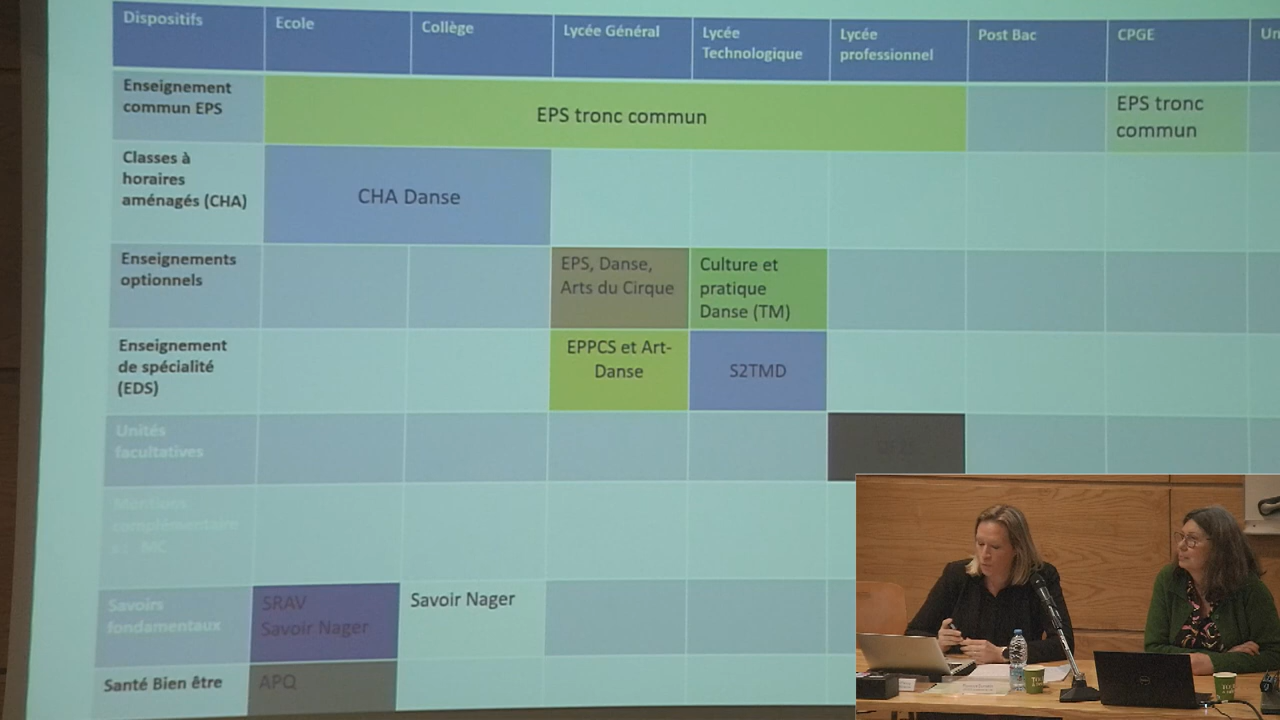 Dispositifs
Ecole
Collège
Lycée Général
Lycée
Technologique
Lycée
professionnel
Post Bac
CPGE
Enseignement
commun EPS
EPS tronc commun
EPS tronc
commun
Classes à
horaires
aménagés (CHA)
CHA Danse
Enseignements
optionnels
EPS, Danse,
Arts du Cirque
Culture et
pratique
Danse (TM)
Enseignement
de spécialité
(EDS)
EPPCS et Art-
Danse
S2TMD
Unités
facultatives
Mentions
complémentaire
Savoirs
fondamentaux
SRAV
Savoir Nager
Savoir Nager
Santé Bien être
APQ